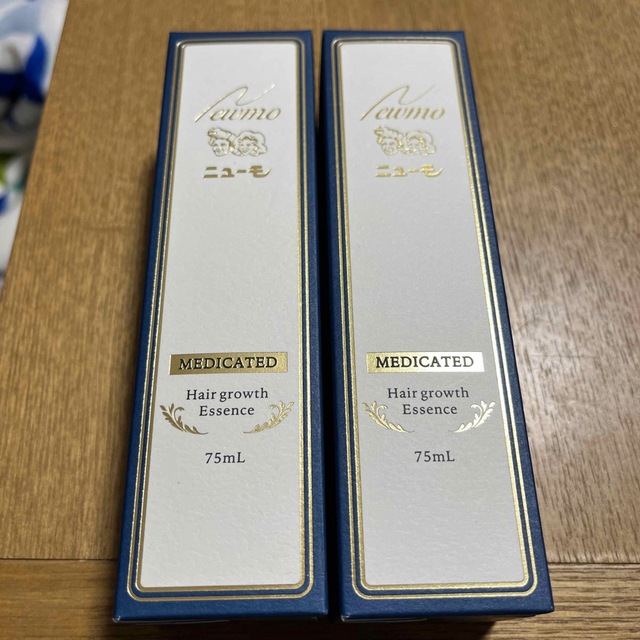 Newmo
ニューモ
MEDICATED
Hair growth
Essence
75mL
Newmo
ニューモ
MEDICATED
Hair growth
Essence
75mL